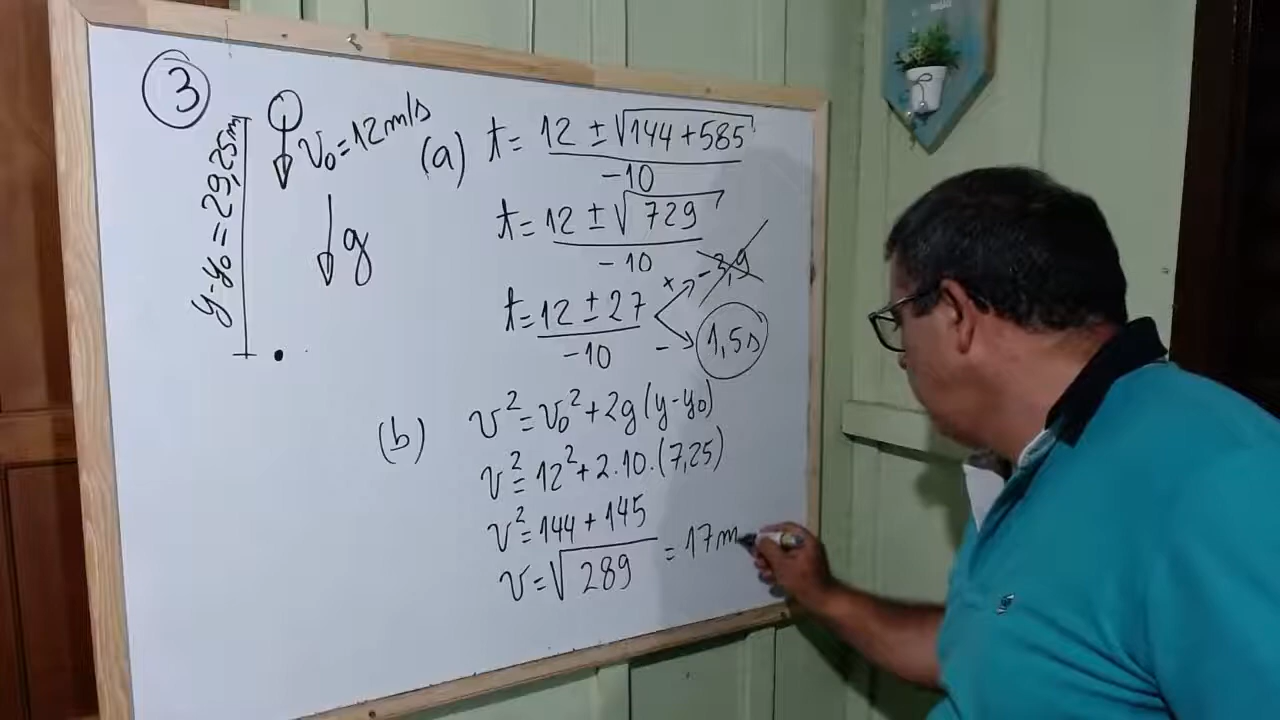 3
y-y₀ = 29,25m
v₀ = 12 m/s
g
(a) t = 12 ± √144 + 585 / -10
t = 12 ± √729 / -10
t = 12 ± 27 / -10
+ -3,9
- 1,5s
(b) v² = v₀² + 2g(y-y₀)
v² = 12² + 2.10.(7,25)
v² = 144 + 145
v = √289 = 17m